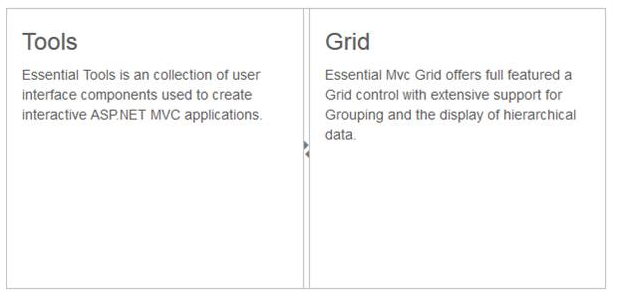 Tools
Essential Tools is an collection of user
interface components used to create
interactive ASP.NET MVC applications.
Grid
Essential Mvc Grid offers full featured a
Grid control with extensive support for
Grouping and the display of hierarchical
data.